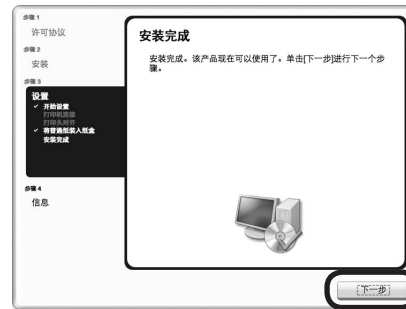 步骤 1
许可协议
步骤 2
安装
步骤 3
设置
开始设置
打印机连接
打印头对齐
将普通纸装入纸盒
安装完成
步骤 4
信息
安装完成
安装完成。该产品现在可以使用了。单击[下一步]进行下一个步
骤。
下一步